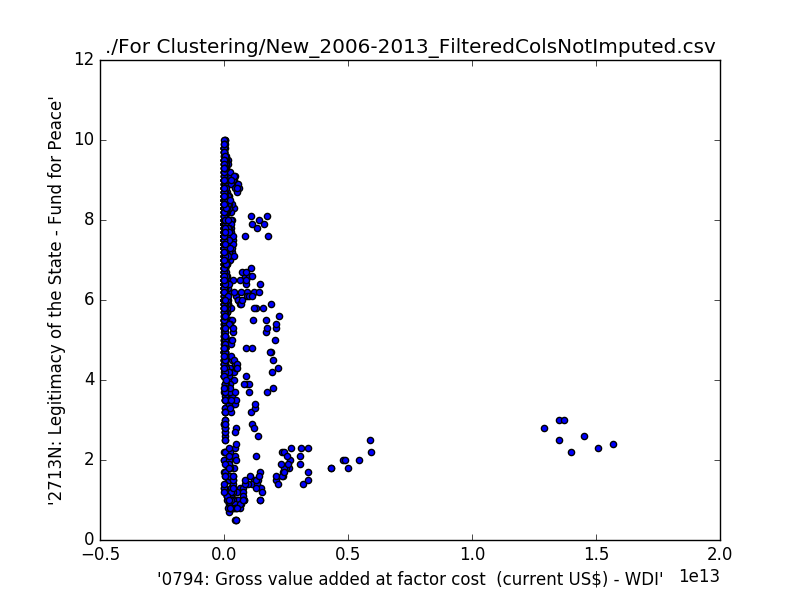 ./For Clustering/New_2006-2013_FilteredColsNotImputed.csv
12
10
8
6
4
2
0
'2713N: Legitimacy of the State - Fund for Peace'
−0.5 0.0 0.5 1.0 1.5 2.0
1e13
'0794: Gross value added at factor cost  (current US$) - WDI'